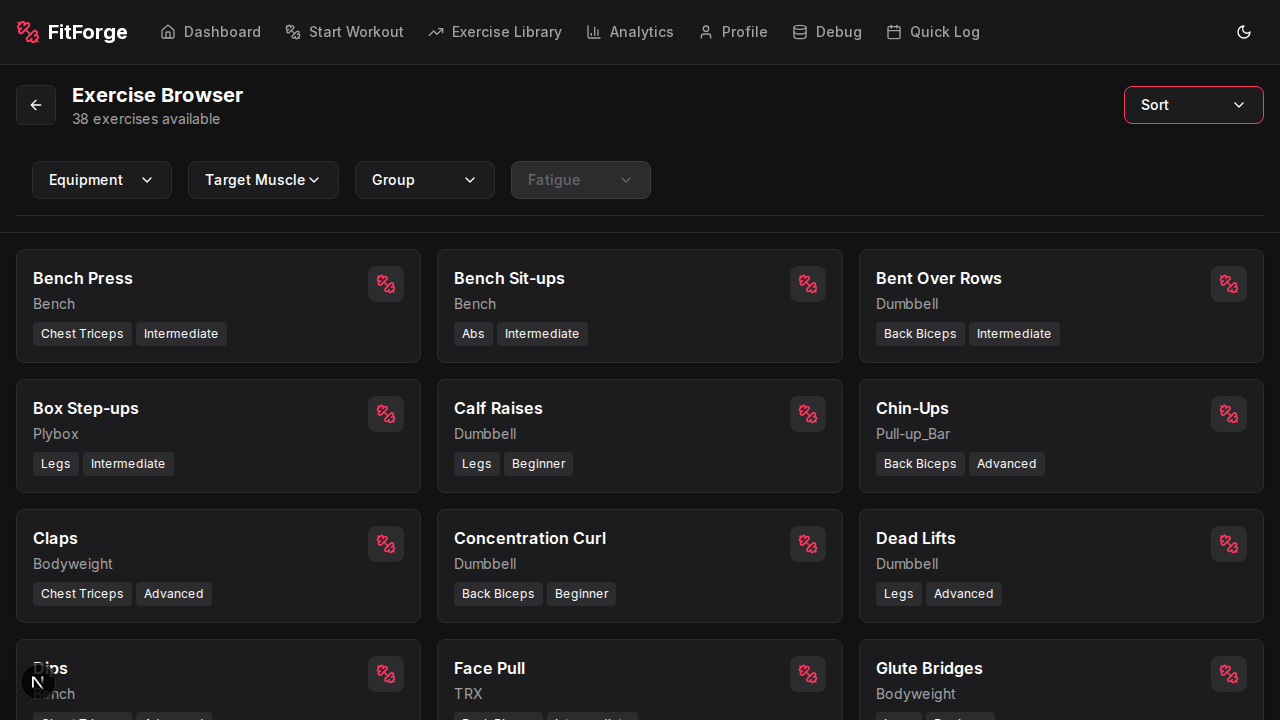 FitForge
Dashboard
Start Workout
Exercise Library
Analytics
Profile
Debug
Quick Log
Exercise Browser
38 exercises available
Sort
Equipment
Target Muscle
Group
Fatigue
Bench Press
Bench
Chest Triceps
Intermediate
Bench Sit-ups
Bench
Abs
Intermediate
Bent Over Rows
Dumbbell
Back Biceps
Intermediate
Box Step-ups
Plybox
Legs
Intermediate
Calf Raises
Dumbbell
Legs
Beginner
Chin-Ups
Pull-up_Bar
Back Biceps
Advanced
Claps
Bodyweight
Chest Triceps
Advanced
Concentration Curl
Dumbbell
Back Biceps
Beginner
Dead Lifts
Dumbbell
Legs
Advanced
Dips
Bench
Face Pull
TRX
Glute Bridges
Bodyweight